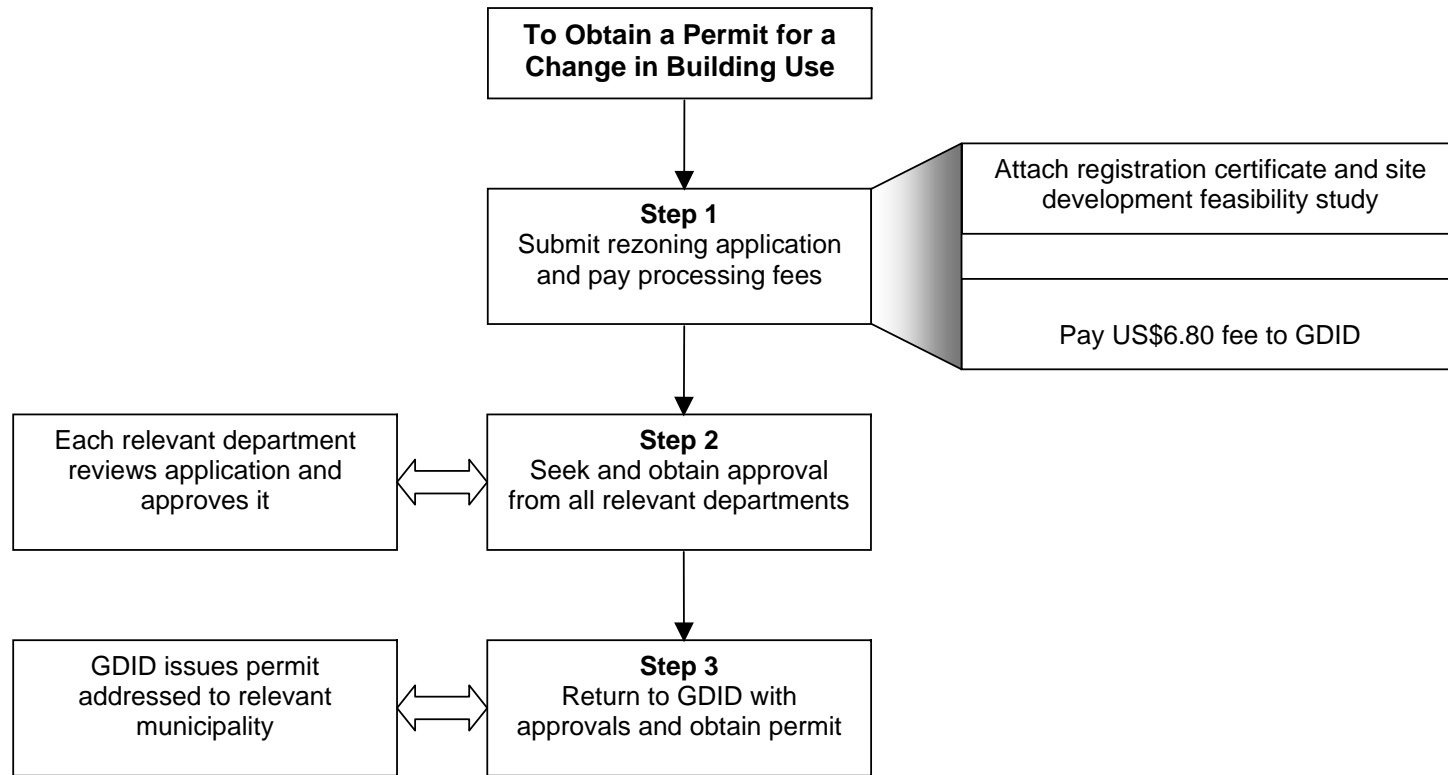 To Obtain a Permit for a
Change in Building Use
Step 1
Submit rezoning application
and pay processing fees
Attach registration certificate and site
development feasibility study
Pay US$6.80 fee to GDID
Each relevant department
reviews application and
approves it
Step 2
Seek and obtain approval
from all relevant departments
GDID issues permit
addressed to relevant
municipality
Step 3
Return to GDID with
approvals and obtain permit